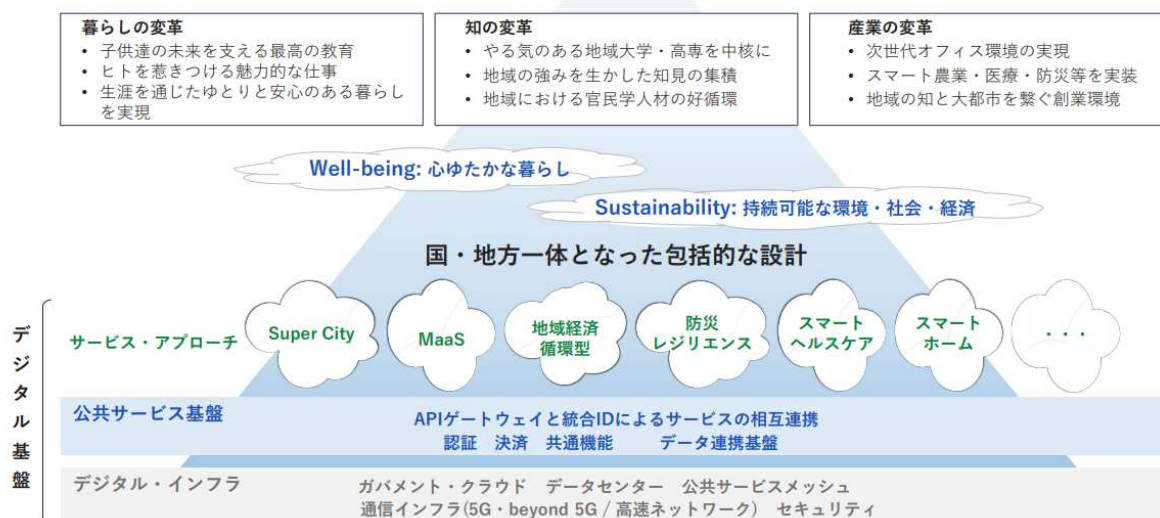 暮らしの変革
• 子供達の未来を支える最高の教育
• ヒトを惹きつける魅力的な仕事
• 生涯を通じたゆとりと安心のある暮らし
を実現
知の変革
• やる気のある地域大学・高専を中核に
• 地域の強みを生かした知見の集積
• 地域における官民学人材の好循環
産業の変革
• 次世代オフィス環境の実現
• スマート農業・医療・防災等を実装
• 地域の知と大都市を繋ぐ創業環境
Well-being: 心ゆたかな暮らし
Sustainability: 持続可能な環境・社会・経済
国・地方一体となった包括的な設計
デジタル基盤
サービス・アプローチ
Super City
MaaS
地域経済
循環型
防災
レジリエンス
スマート
ヘルスケア
スマート
ホーム
・・・
公共サービス基盤
APIゲートウェイと統合IDによるサービスの相互連携
認証 決済 共通機能 データ連携基盤
デジタル・インフラ
ガバメント・クラウド データセンター 公共サービスメッシュ
通信インフラ(5G・beyond 5G / 高速ネットワーク) セキュリティ